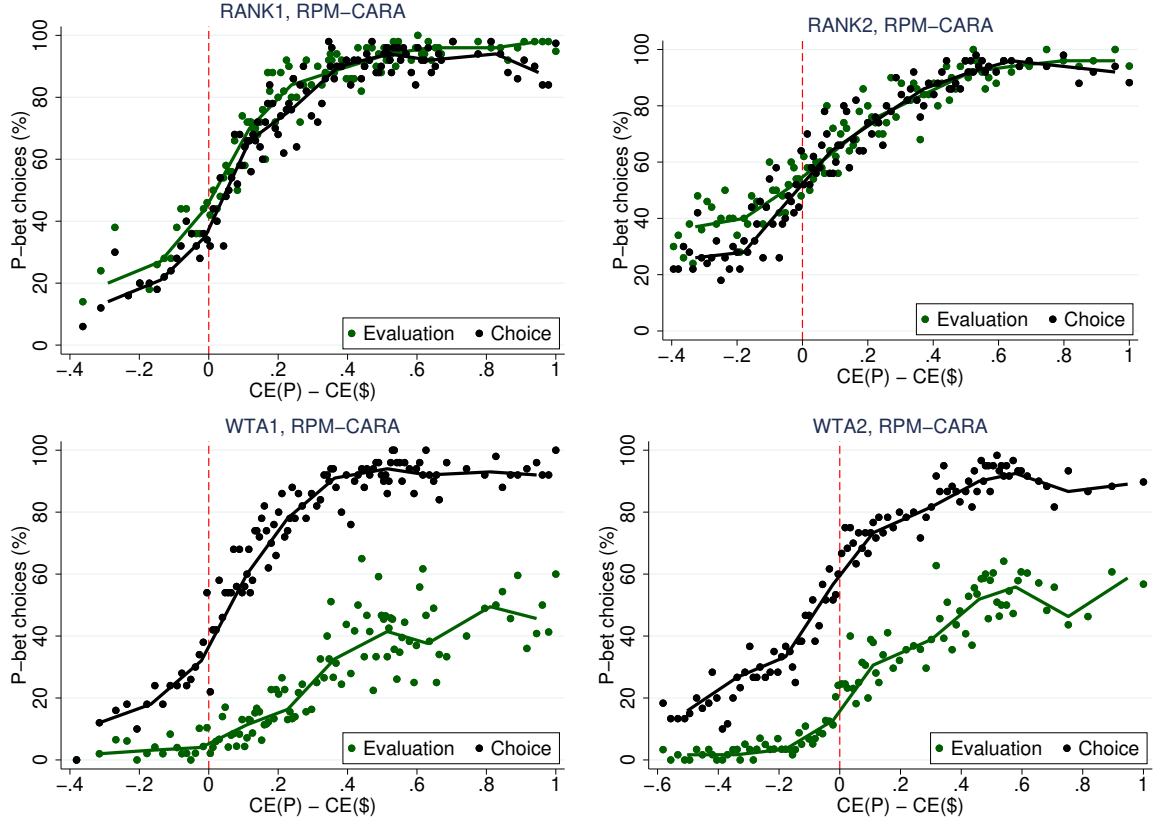 RANK1, RPM−CARA
P−bet choices (%)
100
80
60
40
20
0
Evaluation Choice
−.4 −.2 0 .2 .4 .6 .8 1
CE(P) − CE($)
RANK2, RPM−CARA
P−bet choices (%)
100
80
60
40
20
0
Evaluation Choice
−.4 −.2 0 .2 .4 .6 .8 1
CE(P) − CE($)
WTA1, RPM−CARA
P−bet choices (%)
100
80
60
40
20
0
Evaluation Choice
−.4 −.2 0 .2 .4 .6 .8 1
CE(P) − CE($)
WTA2, RPM−CARA
P−bet choices (%)
100
80
60
40
20
0
Evaluation Choice
−.6 −.4 −.2 0 .2 .4 .6 .8 1
CE(P) − CE($)